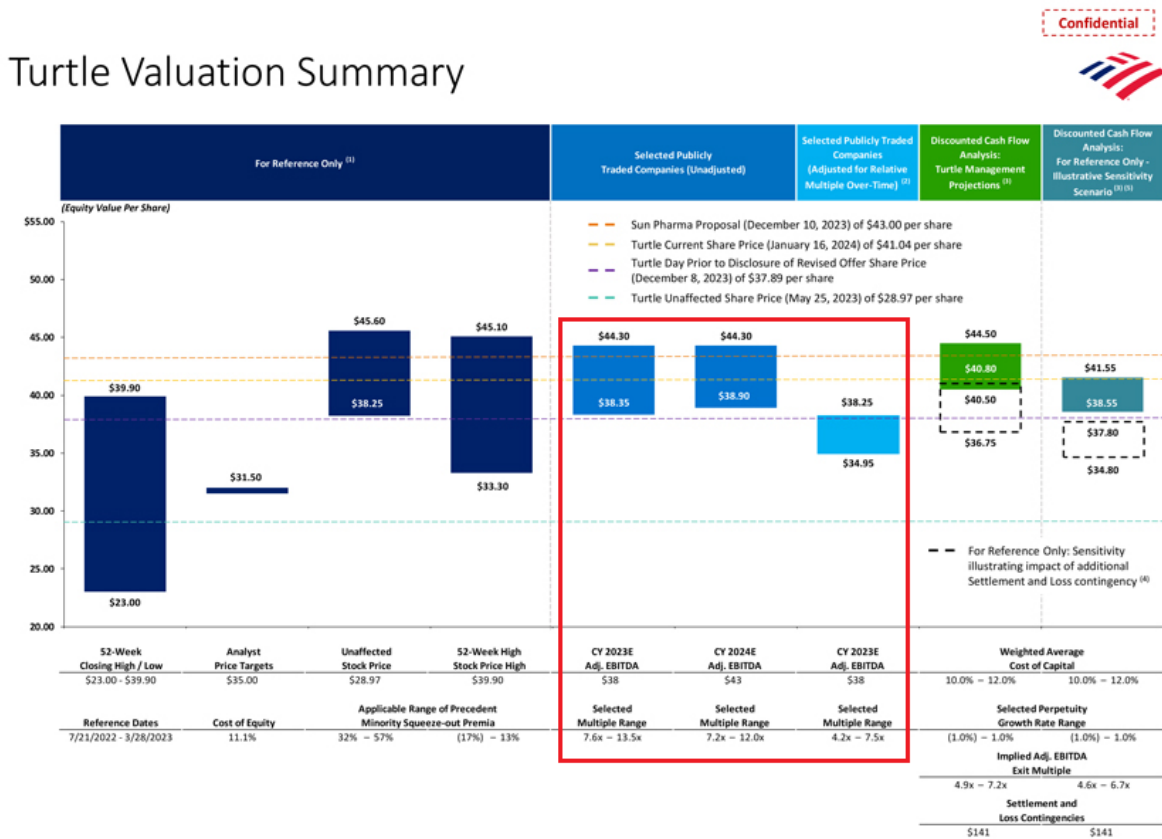 Confidential
Turtle Valuation Summary
For Reference Only (1)
Selected Publicly
Traded Companies (Unadjusted)
Selected Publicly Traded
Companies
(Adjusted for Relative
Multiple Over-Time) (2)
Discounted Cash Flow
Analysis:
Turtle Management
Projections (3)
Discounted Cash Flow
Analysis:
For Reference Only -
Illustrative Sensitivity
Scenario (3) (5)
(Equity Value Per Share)
$55.00
50.00
45.00
40.00
35.00
30.00
25.00
20.00
Sun Pharma Proposal (December 10, 2023) of $43.00 per share
Turtle Current Share Price (January 16, 2024) of $41.04 per share
Turtle Day Prior to Disclosure of Revised Offer Share Price
(December 8, 2023) of $37.89 per share
Turtle Unaffected Share Price (May 25, 2023) of $28.97 per share
$39.90
$23.00
$31.50
$45.60
$38.25
$45.10
$33.30
$44.30
$38.35
$44.30
$38.90
$38.25
$34.95
$44.50
$40.80
$40.50
$36.75
$41.55
$38.55
$37.80
$34.80
For Reference Only: Sensitivity
illustrating impact of additional
Settlement and Loss contingency (4)
52-Week
Closing High / Low
$23.00 - $39.90
Analyst
Price Targets
$35.00
Unaffected
Stock Price
$28.97
52-Week High
Stock Price High
$39.90
CY 2023E
Adj. EBITDA
$38
CY 2024E
Adj. EBITDA
$43
CY 2023E
Adj. EBITDA
$38
Weighted Average
Cost of Capital
10.0% – 12.0% 10.0% – 12.0%
Reference Dates
7/21/2022 - 3/28/2023
Cost of Equity
11.1%
Applicable Range of Precedent
Minority Squeeze-out Premia
32% – 57% (17%) – 13%
Selected
Multiple Range
7.6x – 13.5x
Selected
Multiple Range
7.2x – 12.0x
Selected
Multiple Range
4.2x – 7.5x
Selected Perpetuity
Growth Rate Range
(1.0%) – 1.0% (1.0%) – 1.0%
Implied Adj. EBITDA
Exit Multiple
4.9x – 7.2x 4.6x – 6.7x
Settlement and
Loss Contingencies
$141 $141